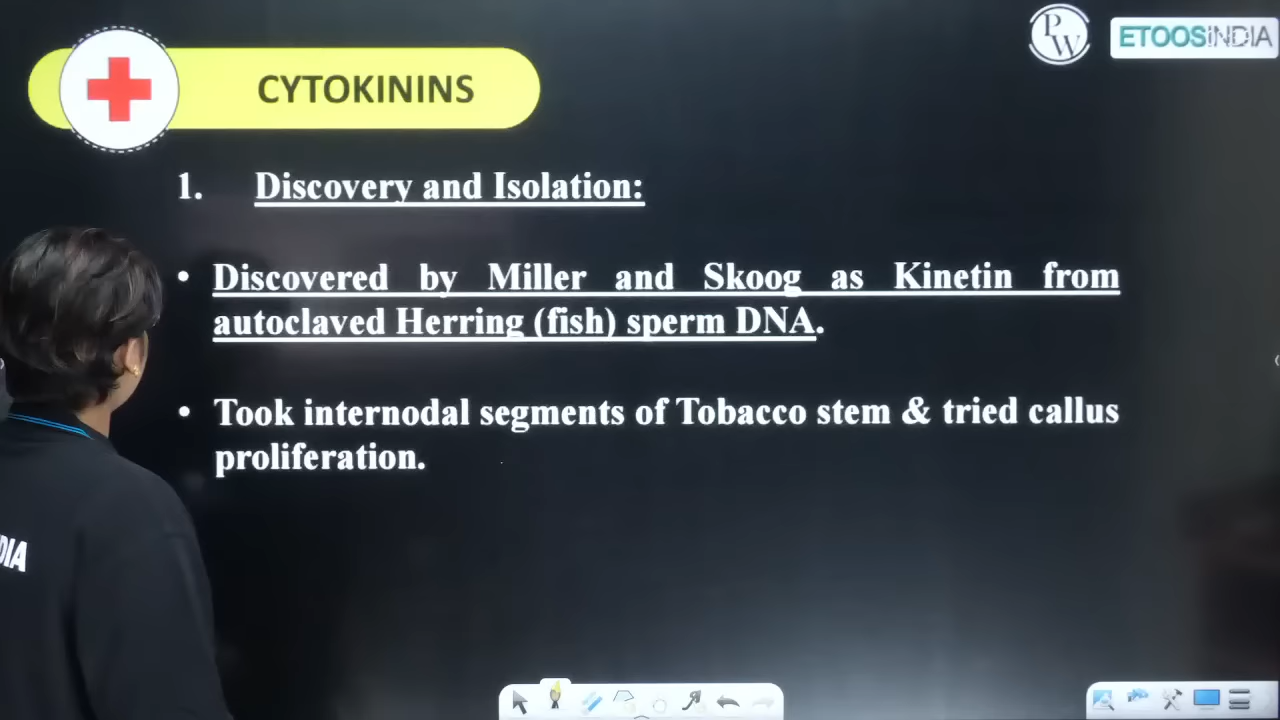 PW
ETOOSINDIA
CYTOKININS
1. Discovery and Isolation:
• Discovered by Miller and Skoog as Kinetin from
autoclaved Herring (fish) sperm DNA.
• Took internodal segments of Tobacco stem & tried callus
proliferation.
DIA